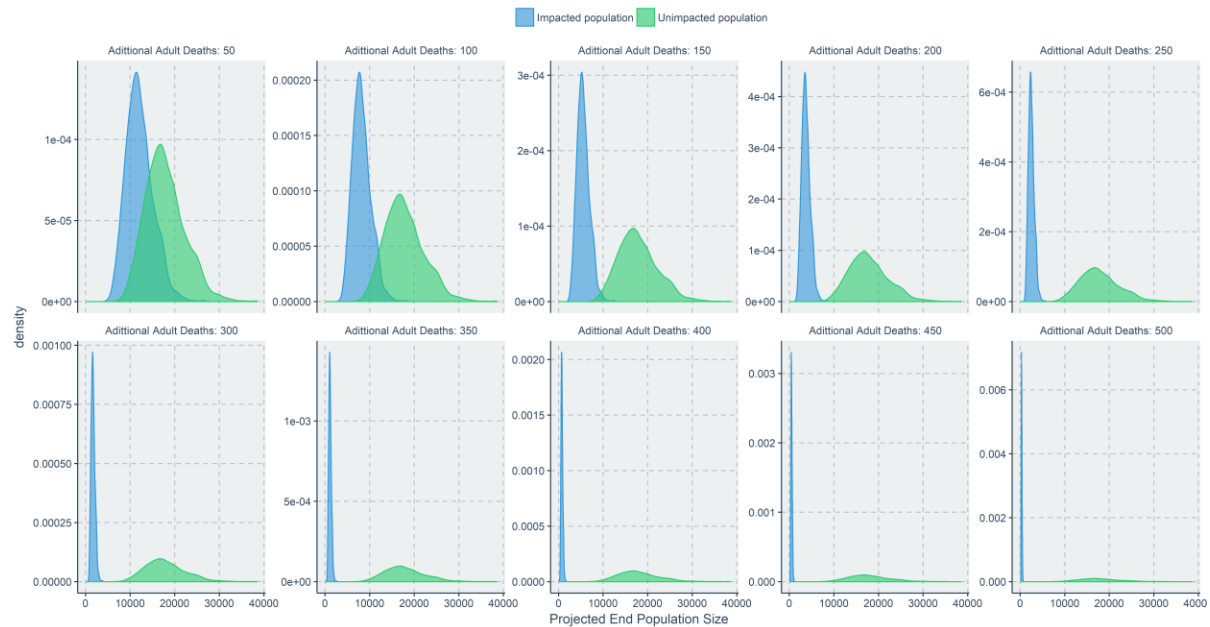 Impacted population Unimpacted population
Adittional Adult Deaths: 50
1e-04
5e-05
0e+00
Adittional Adult Deaths: 100
0.00020
0.00015
0.00010
0.00005
0.00000
Adittional Adult Deaths: 150
3e-04
2e-04
1e-04
0e+00
Adittional Adult Deaths: 200
4e-04
3e-04
2e-04
1e-04
0e+00
Adittional Adult Deaths: 250
6e-04
4e-04
2e-04
0e+00
density
Adittional Adult Deaths: 300
0.00100
0.00075
0.00050
0.00025
0.00000
0 10000 20000 30000 40000
Adittional Adult Deaths: 350
1e-03
5e-04
0e+00
0 10000 20000 30000 40000
Adittional Adult Deaths: 400
0.0020
0.0015
0.0010
0.0005
0.0000
0 10000 20000 30000 40000
Adittional Adult Deaths: 450
0.003
0.002
0.001
0.000
0 10000 20000 30000 40000
Adittional Adult Deaths: 500
0.006
0.004
0.002
0.000
0 10000 20000 30000 40000
Projected End Population Size